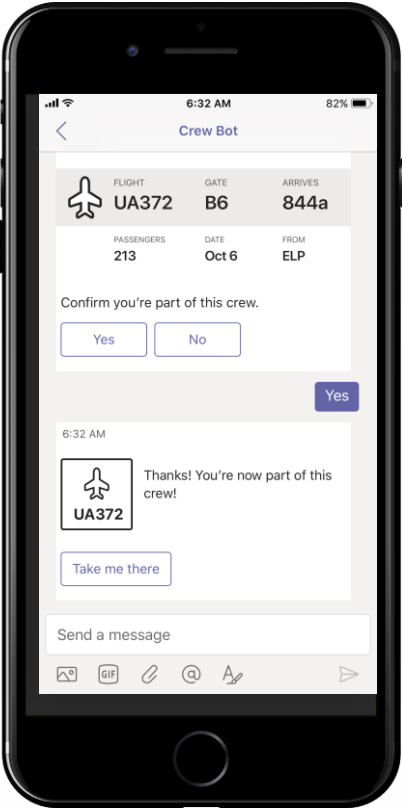 6:32 AM 82%
Crew Bot
FLIGHT GATE ARRIVES
UA372 B6 844a
PASSENGERS DATE FROM
213 Oct 6 ELP
Confirm you're part of this crew.
Yes No
Yes
6:32 AM
Thanks! You're now part of this
crew!
UA372
Take me there
Send a message
GIF @ A